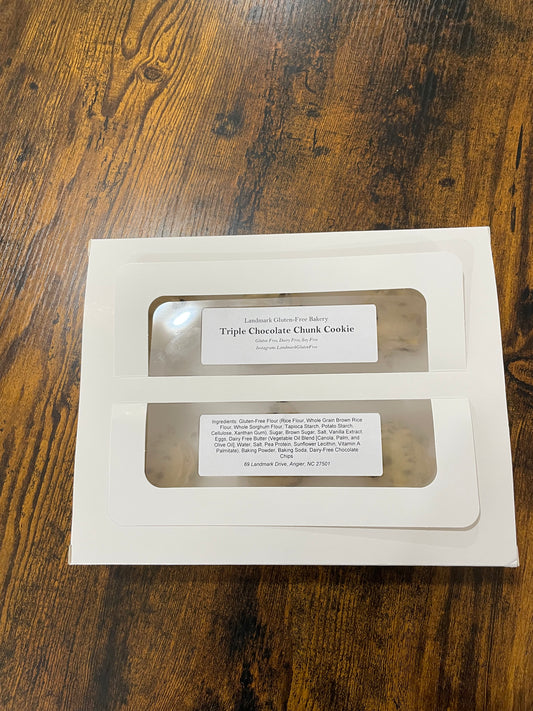 Landmark Gluten-Free Bakery
Triple Chocolate Chunk Cookie
Gluten Free, Dairy Free, Soy Free
Instagram: LandmarkGlutenFree
Ingredients: Gluten-Free Flour (Rice Flour, Whole Grain Brown Rice
Flour, Whole Sorghum Flour, Tapioca Starch, Potato Starch,
Cellulose, Xanthan Gum), Sugar, Brown Sugar, Salt, Vanilla Extract,
Eggs, Dairy Free Butter (Vegetable Oil Blend [Canola, Palm, and
Olive Oil], Water, Salt, Pea Protein, Sunflower Lecithin, Vitamin A
Palmitate), Baking Powder, Baking Soda, Dairy-Free Chocolate
Chips
69 Landmark Drive, Angier, NC 27501